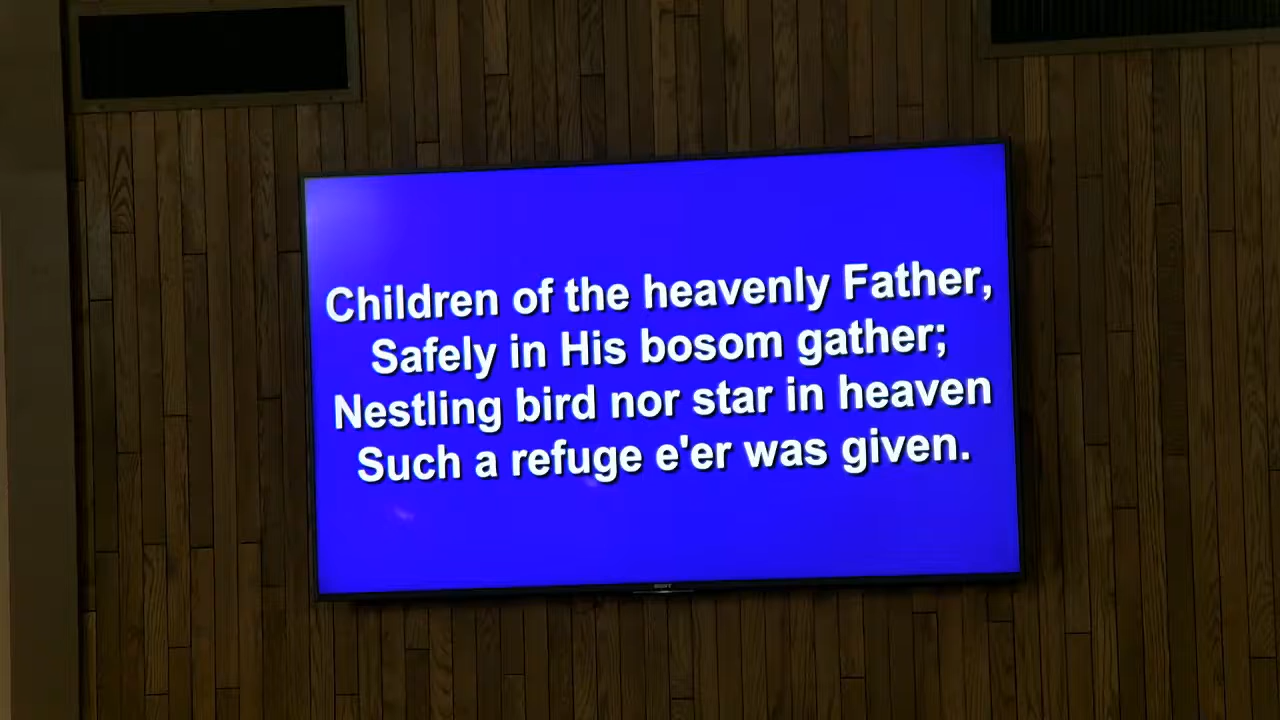 Children of the heavenly Father,
Safely in His bosom gather;
Nestling bird nor star in heaven
Such a refuge e'er was given.
SONY